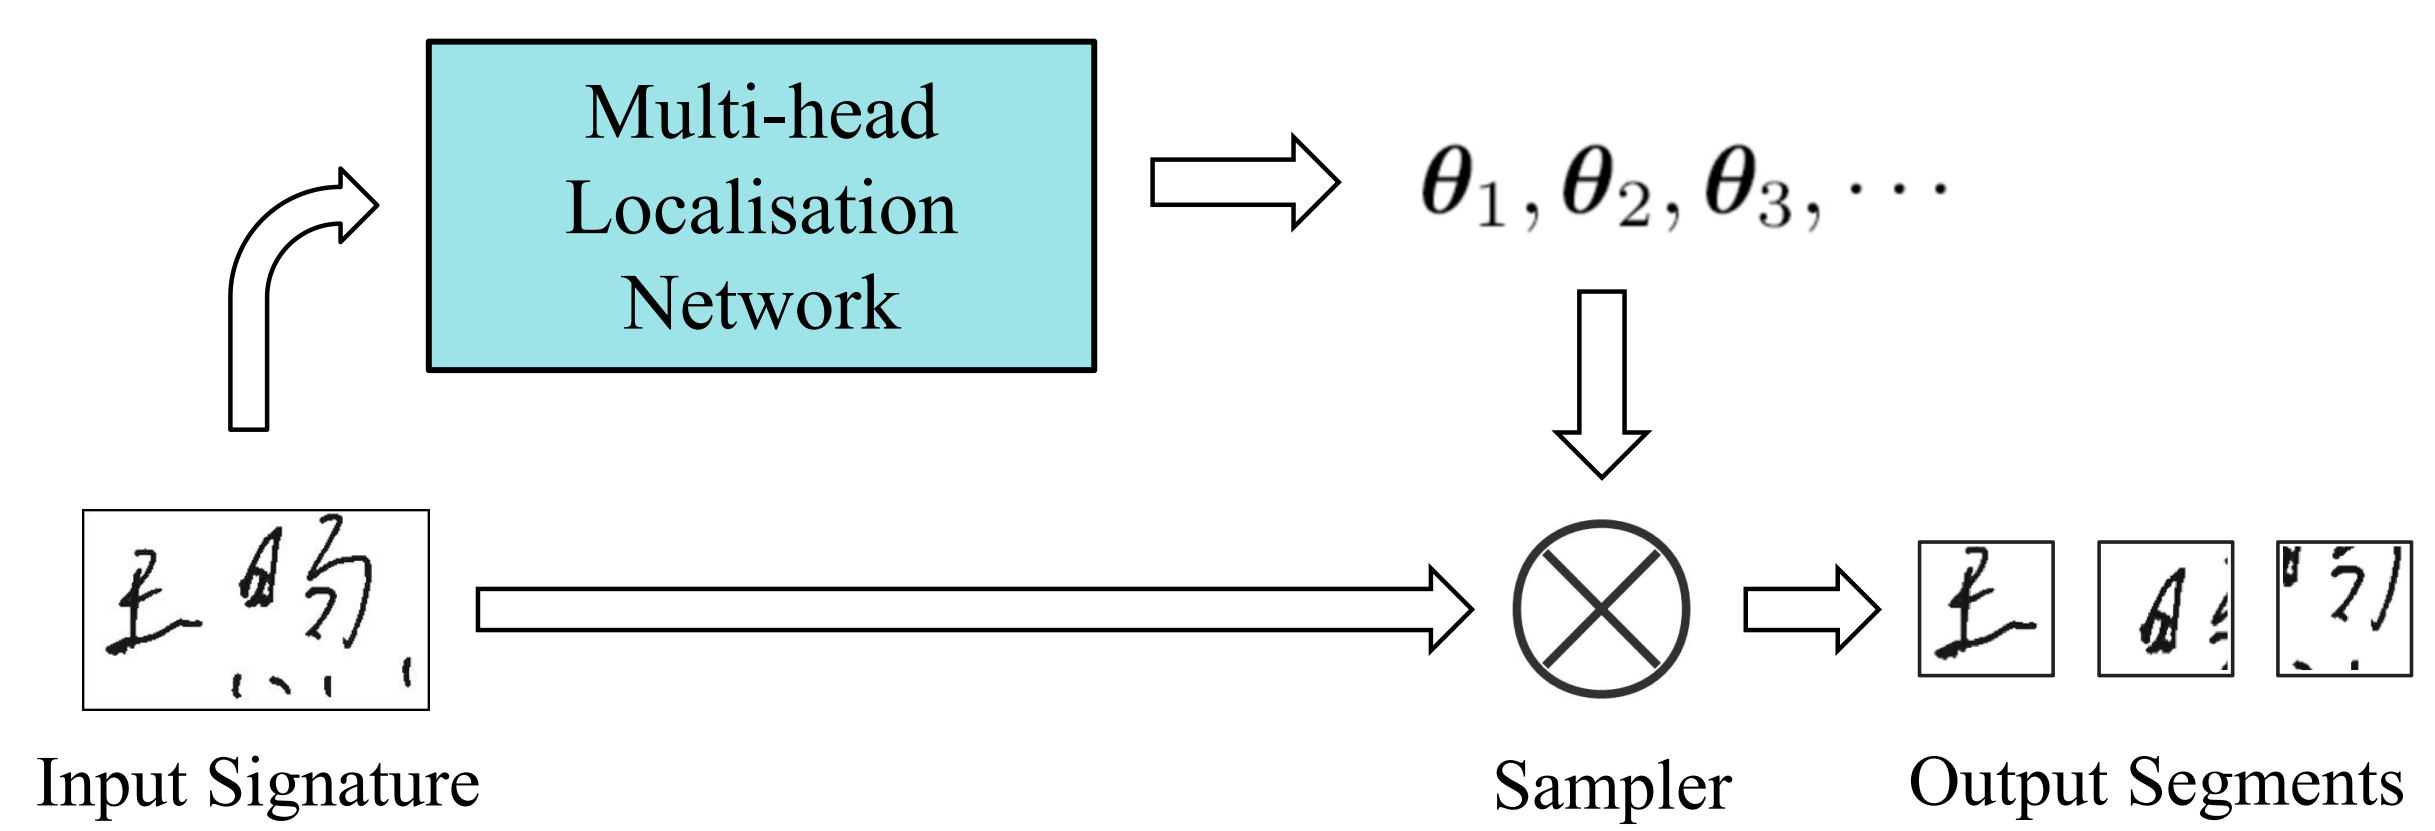 Multi-head
Localisation
Network
θ₁, θ₂, θ₃, ···
Input Signature
Sampler
Output Segments